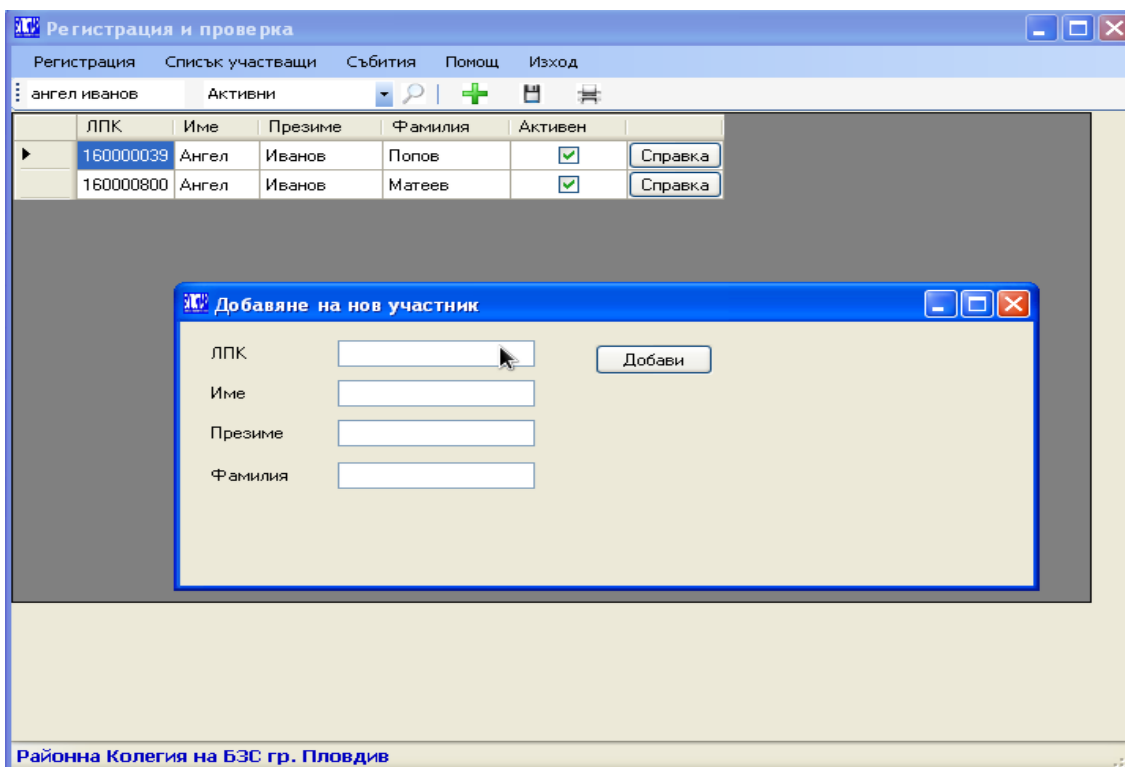 Регистрация и проверка
Регистрация Списък участващи Събития Помощ Изход
ангел иванов Активни
ЛПК Име Презиме Фамилия Активен
160000039 Ангел Иванов Попов Справка
160000800 Ангел Иванов Матеев Справка
Добавяне на нов участник
ЛПК Добави
Име
Презиме
Фамилия
Районна Колегия на БЗС гр. Пловдив